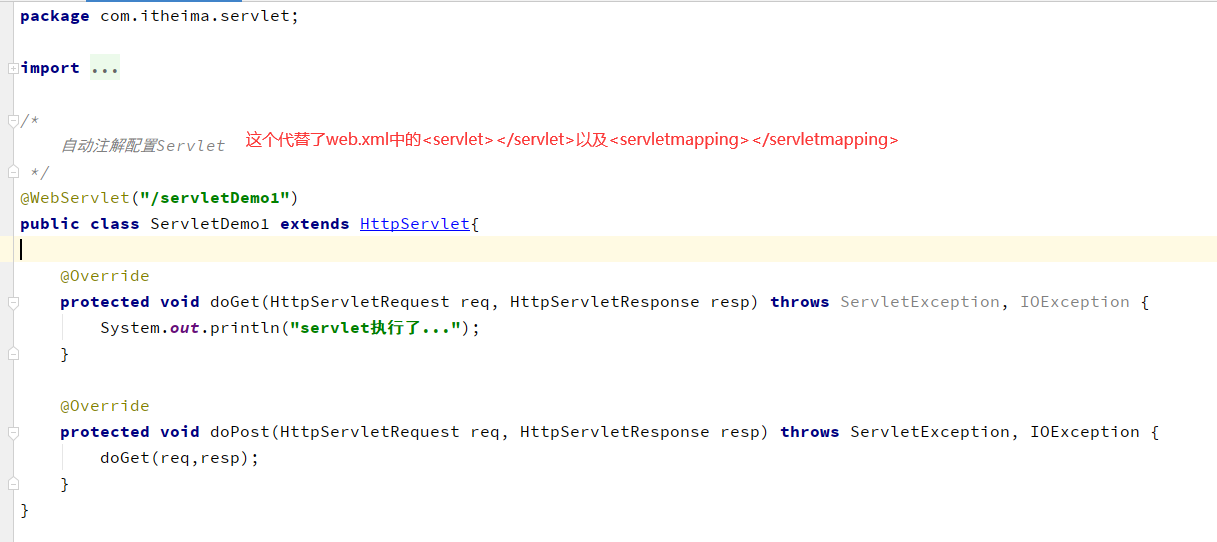 package com.itheima.servlet;
import ...
/*
自动注解配置Servlet 这个代替了web.xml中的<servlet></servlet>以及<servletmapping></servletmapping>
*/
@WebServlet("/servletDemo1")
public class ServletDemo1 extends HttpServlet{
@Override
protected void doGet(HttpServletRequest req, HttpServletResponse resp) throws ServletException, IOException {
System.out.println("servlet执行了...");
}
@Override
protected void doPost(HttpServletRequest req, HttpServletResponse resp) throws ServletException, IOException {
doGet(req,resp);
}
}